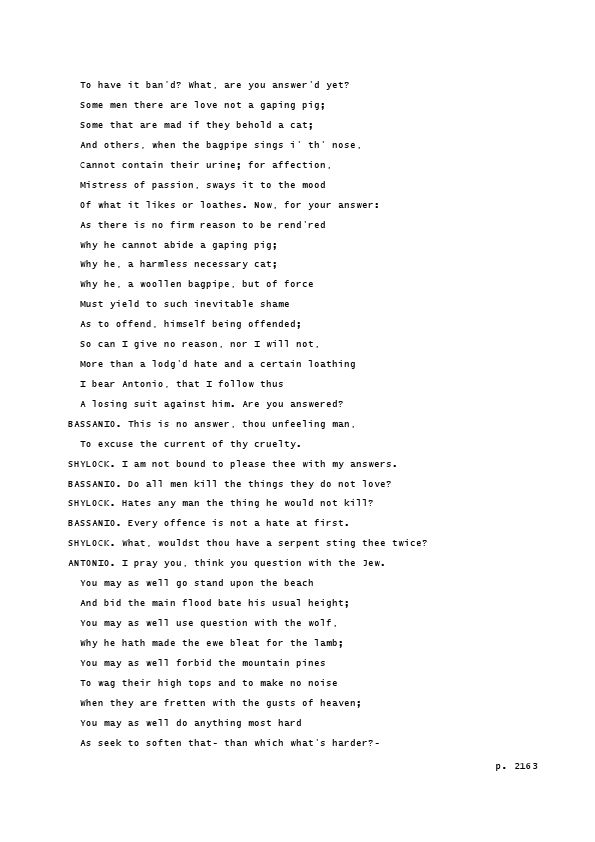 To have it ban'd? What, are you answer'd yet?
Some men there are love not a gaping pig;
Some that are mad if they behold a cat;
And others, when the bagpipe sings i' th' nose,
Cannot contain their urine; for affection,
Mistress of passion, sways it to the mood
Of what it likes or loathes. Now, for your answer:
As there is no firm reason to be rend'red
Why he cannot abide a gaping pig;
Why he, a harmless necessary cat;
Why he, a woollen bagpipe, but of force
Must yield to such inevitable shame
As to offend, himself being offended;
So can I give no reason, nor I will not,
More than a lodg'd hate and a certain loathing
I bear Antonio, that I follow thus
A losing suit against him. Are you answered?
BASSANIO. This is no answer, thou unfeeling man,
To excuse the current of thy cruelty.
SHYLOCK. I am not bound to please thee with my answers.
BASSANIO. Do all men kill the things they do not love?
SHYLOCK. Hates any man the thing he would not kill?
BASSANIO. Every offence is not a hate at first.
SHYLOCK. What, wouldst thou have a serpent sting thee twice?
ANTONIO. I pray you, think you question with the Jew.
You may as well go stand upon the beach
And bid the main flood bate his usual height;
You may as well use question with the wolf,
Why he hath made the ewe bleat for the lamb;
You may as well forbid the mountain pines
To wag their high tops and to make no noise
When they are fretten with the gusts of heaven;
You may as well do anything most hard
As seek to soften that- than which what's harder?-
p. 2163